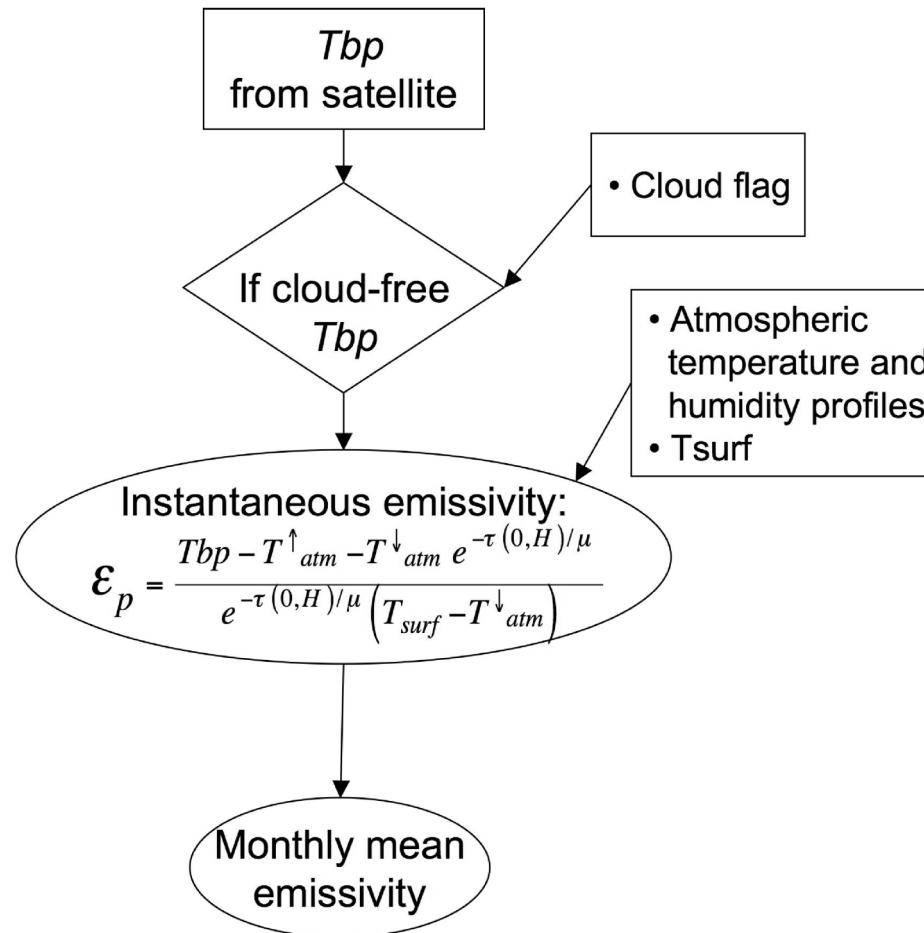 Tbp
from satellite
• Cloud flag
If cloud-free
Tbp
• Atmospheric
temperature and
humidity profiles
• Tsurf
Instantaneous emissivity:
εp = (Tbp − T↑atm − T↓atm e^(−τ(0,H)/μ)) / (e^(−τ(0,H)/μ) (Tsurf − T↓atm))
Monthly mean
emissivity